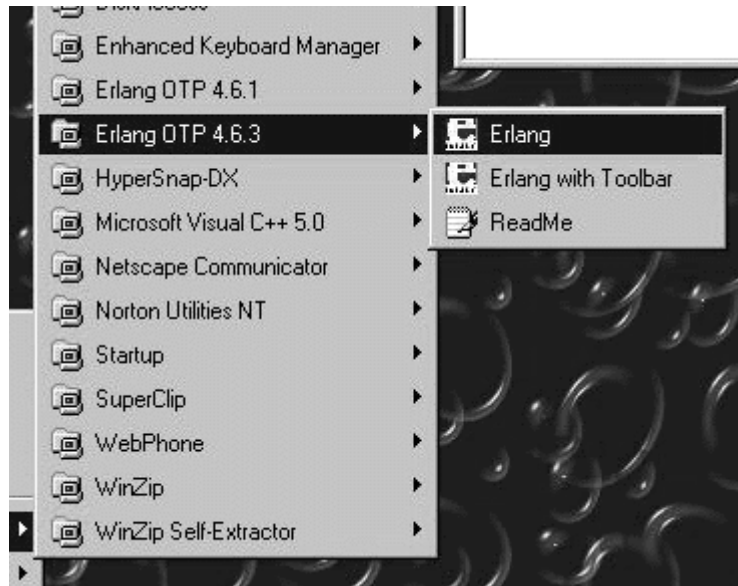 Enhanced Keyboard Manager
Erlang OTP 4.6.1
Erlang OTP 4.6.3
HyperSnap-DX
Microsoft Visual C++ 5.0
Netscape Communicator
Norton Utilities NT
Startup
SuperClip
WebPhone
WinZip
WinZip Self-Extractor
Erlang
Erlang with Toolbar
ReadMe